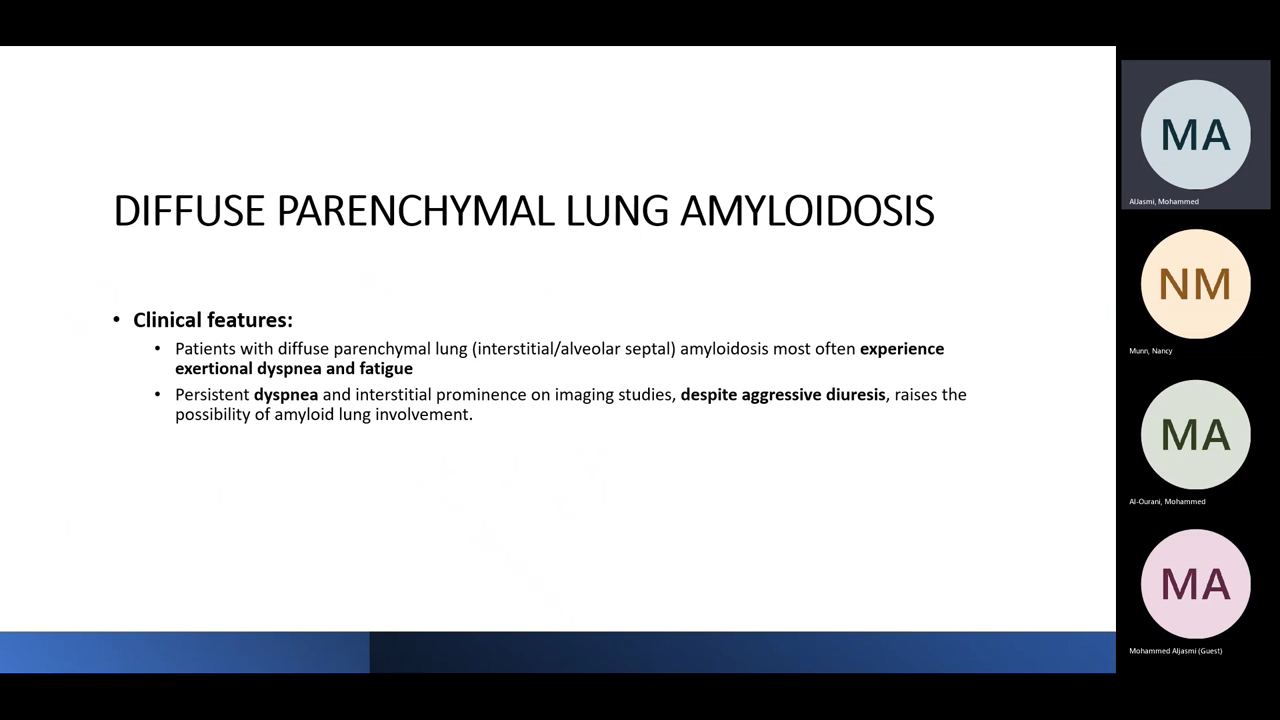 DIFFUSE PARENCHYMAL LUNG AMYLOIDOSIS
• Clinical features:
• Patients with diffuse parenchymal lung (interstitial/alveolar septal) amyloidosis most often experience
exertional dyspnea and fatigue
• Persistent dyspnea and interstitial prominence on imaging studies, despite aggressive diuresis, raises the
possibility of amyloid lung involvement.
MA
AlJasmi, Mohammed
NM
Munn, Nancy
MA
Al-Ourani, Mohammed
MA
Mohammed Aljasmi (Guest)